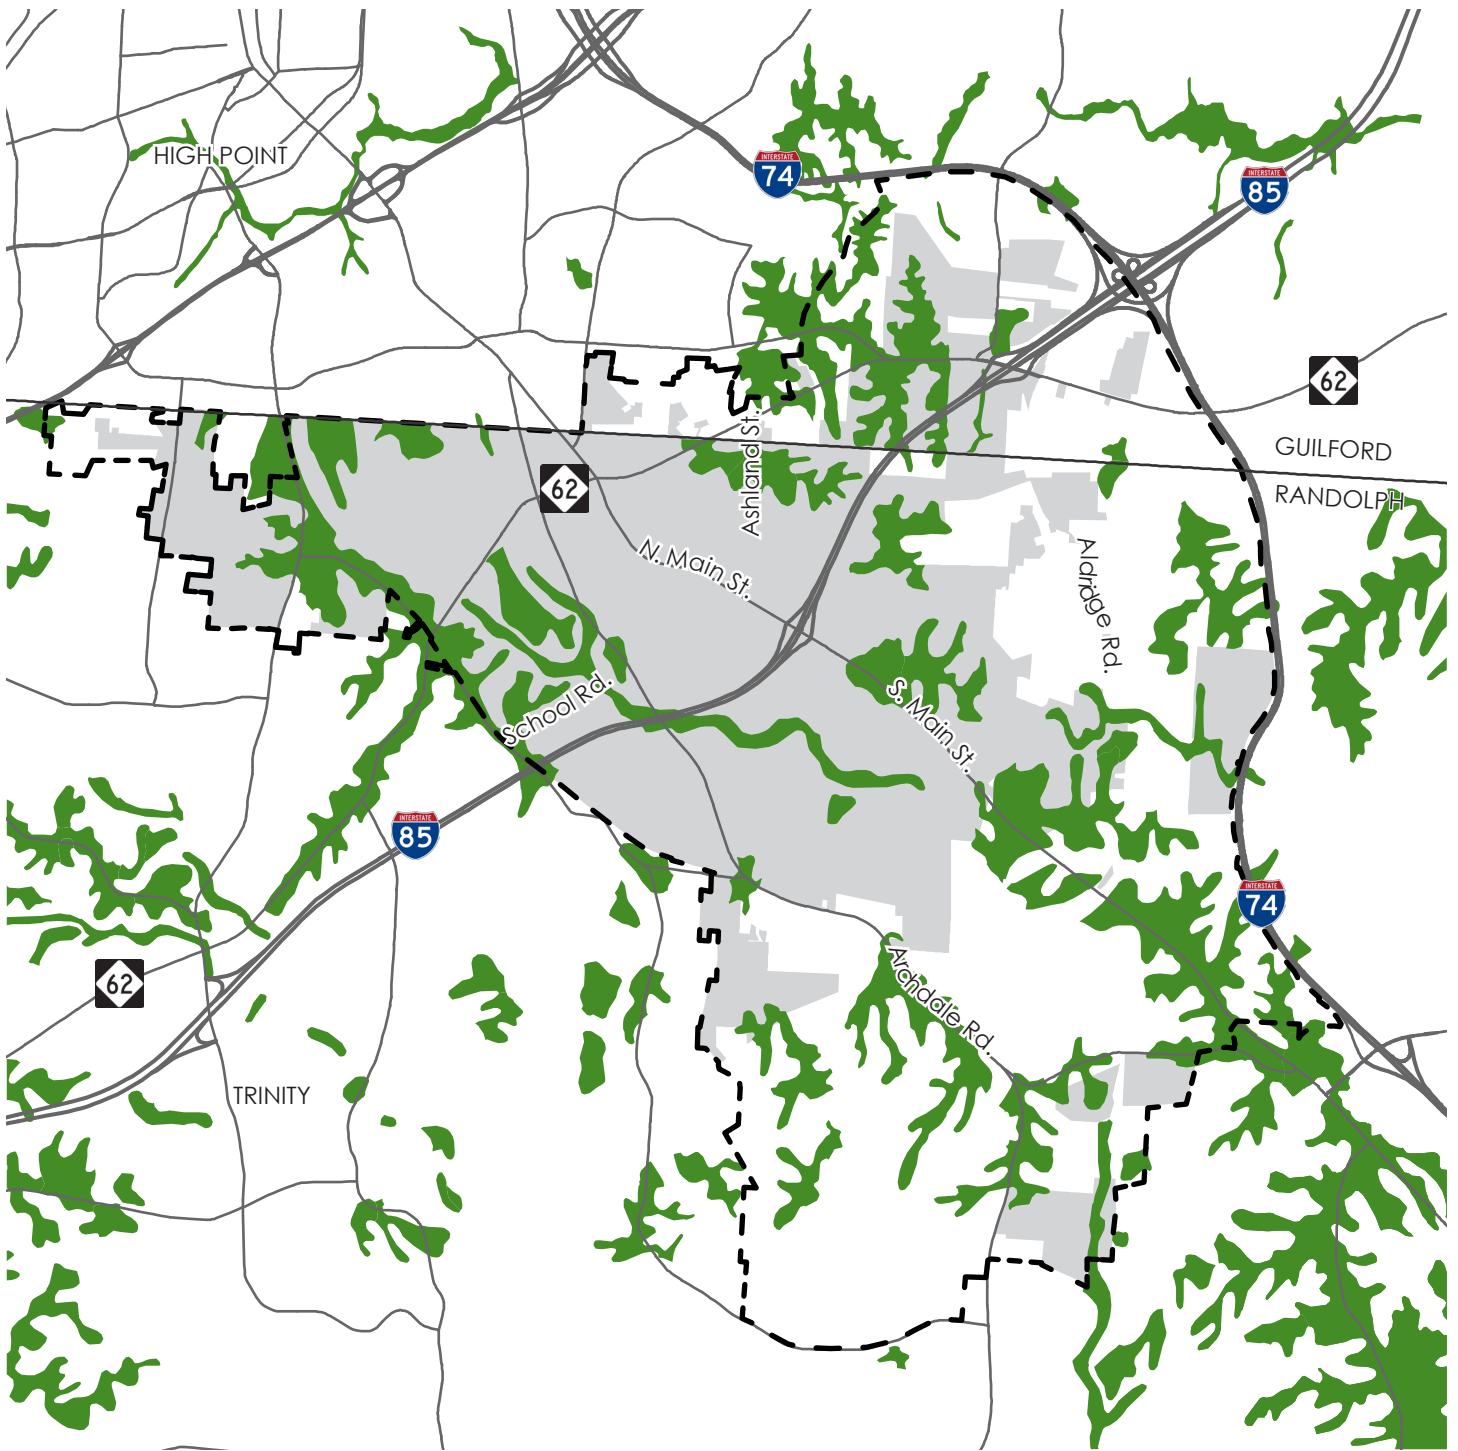 HIGH POINT
INTERSTATE
74
INTERSTATE
85
62
GUILFORD
RANDOLPH
Ashland St.
62
N. Main St.
Aldridge Rd.
School Rd.
S. Main St.
INTERSTATE
85
INTERSTATE
74
62
Archdale Rd.
TRINITY